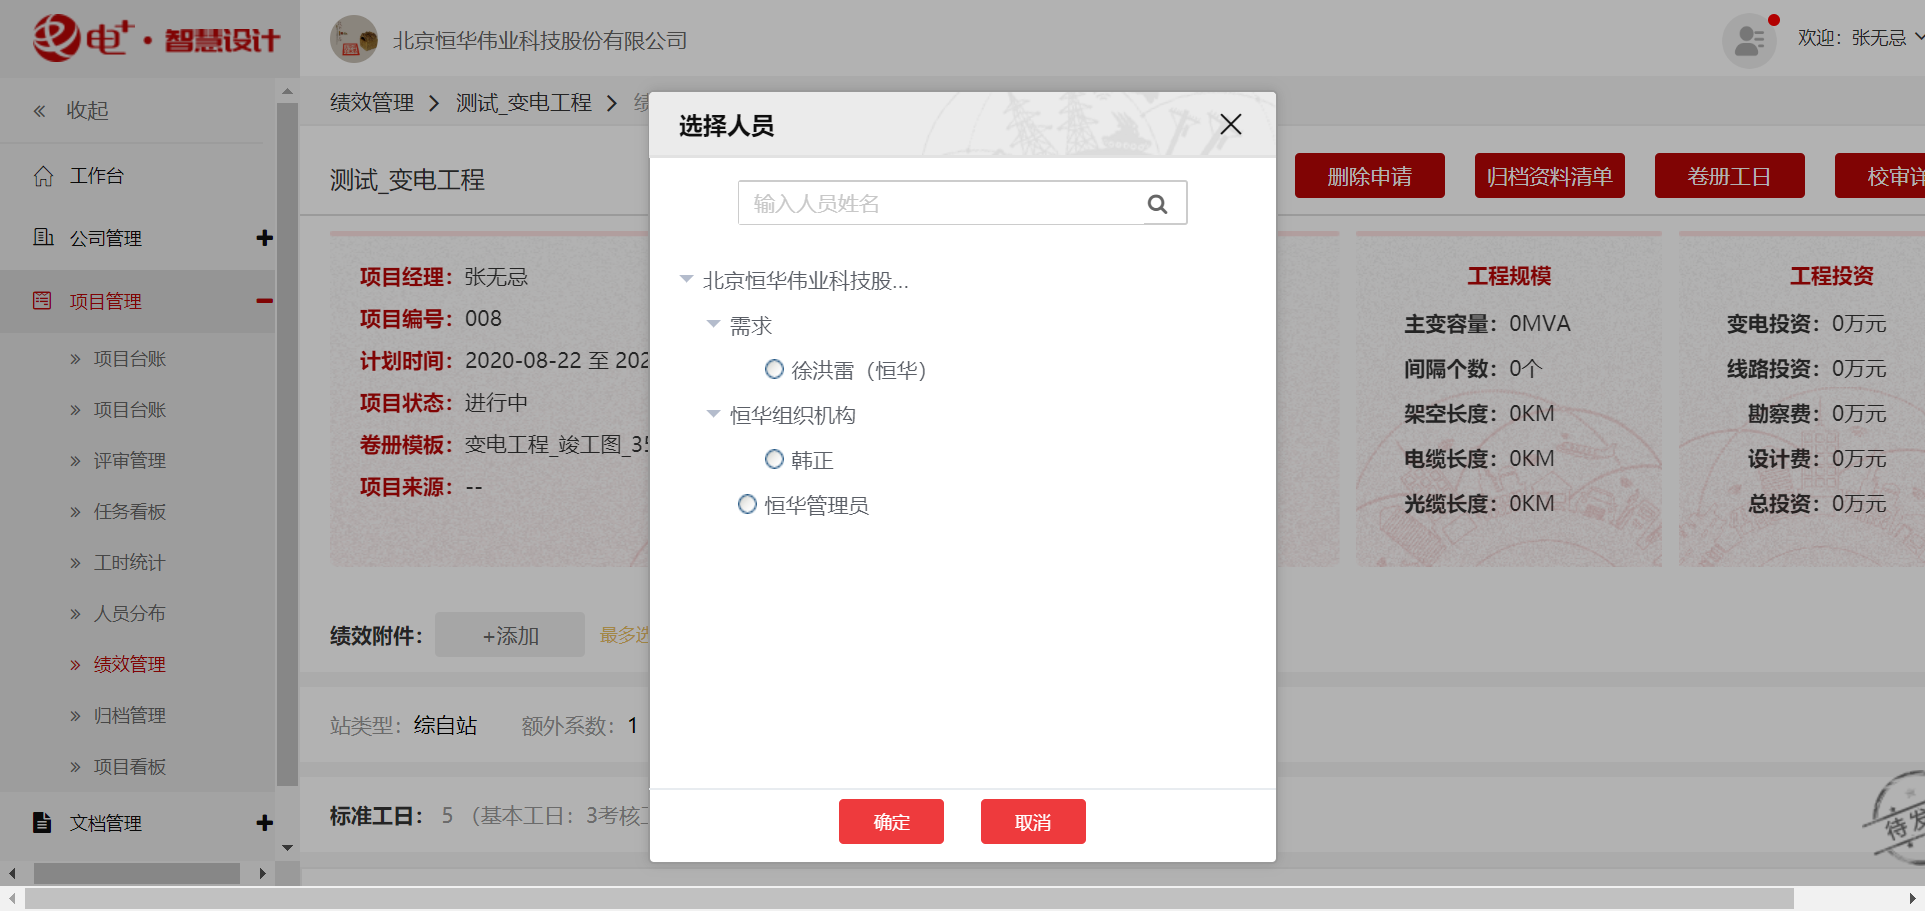 电+·智慧设计
北京恒华伟业科技股份有限公司
欢迎：张无忌
收起
工作台
公司管理
项目管理
项目台账
项目台账
评审管理
任务看板
工时统计
人员分布
绩效管理
归档管理
项目看板
文档管理
绩效管理 > 测试_变电工程 >
测试_变电工程
删除申请
归档资料清单
卷册工日
校审
项目经理：张无忌
项目编号：008
计划时间：2020-08-22 至 202
项目状态：进行中
卷册模板：变电工程_竣工图_35
项目来源：--
工程规模
主变容量：0MVA
间隔个数：0个
架空长度：0KM
电缆长度：0KM
光缆长度：0KM
工程投资
变电投资：0万元
线路投资：0万元
勘察费：0万元
设计费：0万元
总投资：0万元
绩效附件：
+添加
最多选
站类型：综自站
额外系数：1
标准工日：5（基本工日：3考核工
待发
选择人员
输入人员姓名
北京恒华伟业科技股...
需求
徐洪雷（恒华）
恒华组织机构
韩正
恒华管理员
确定
取消